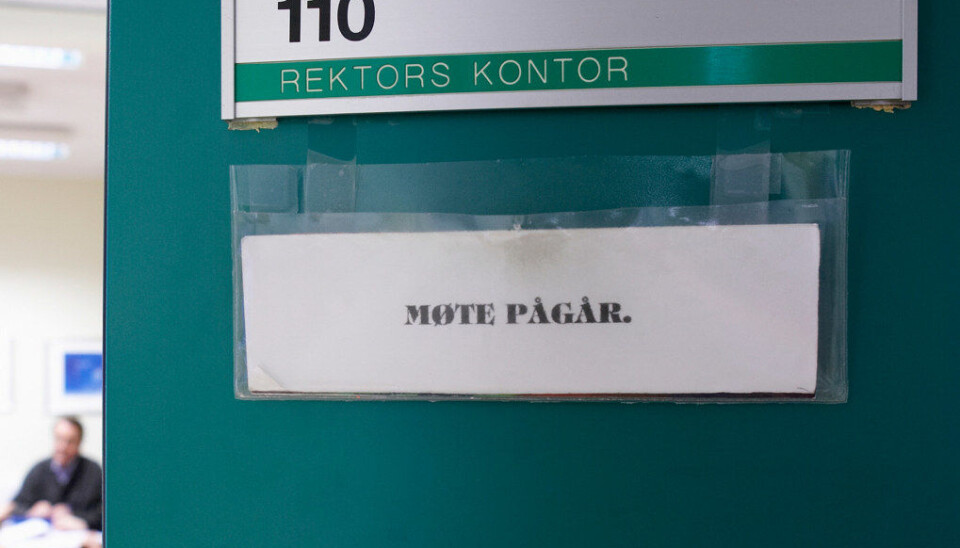 110
REKTORS KONTOR
MØTE PÅGÅR.